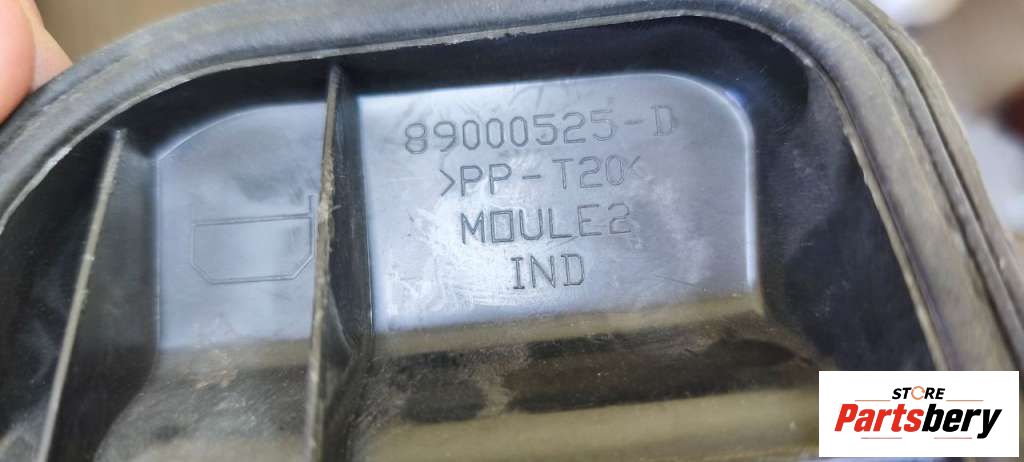 89000525-D
>PP-T20<
MOULE2
IND
STORE
Partsbery